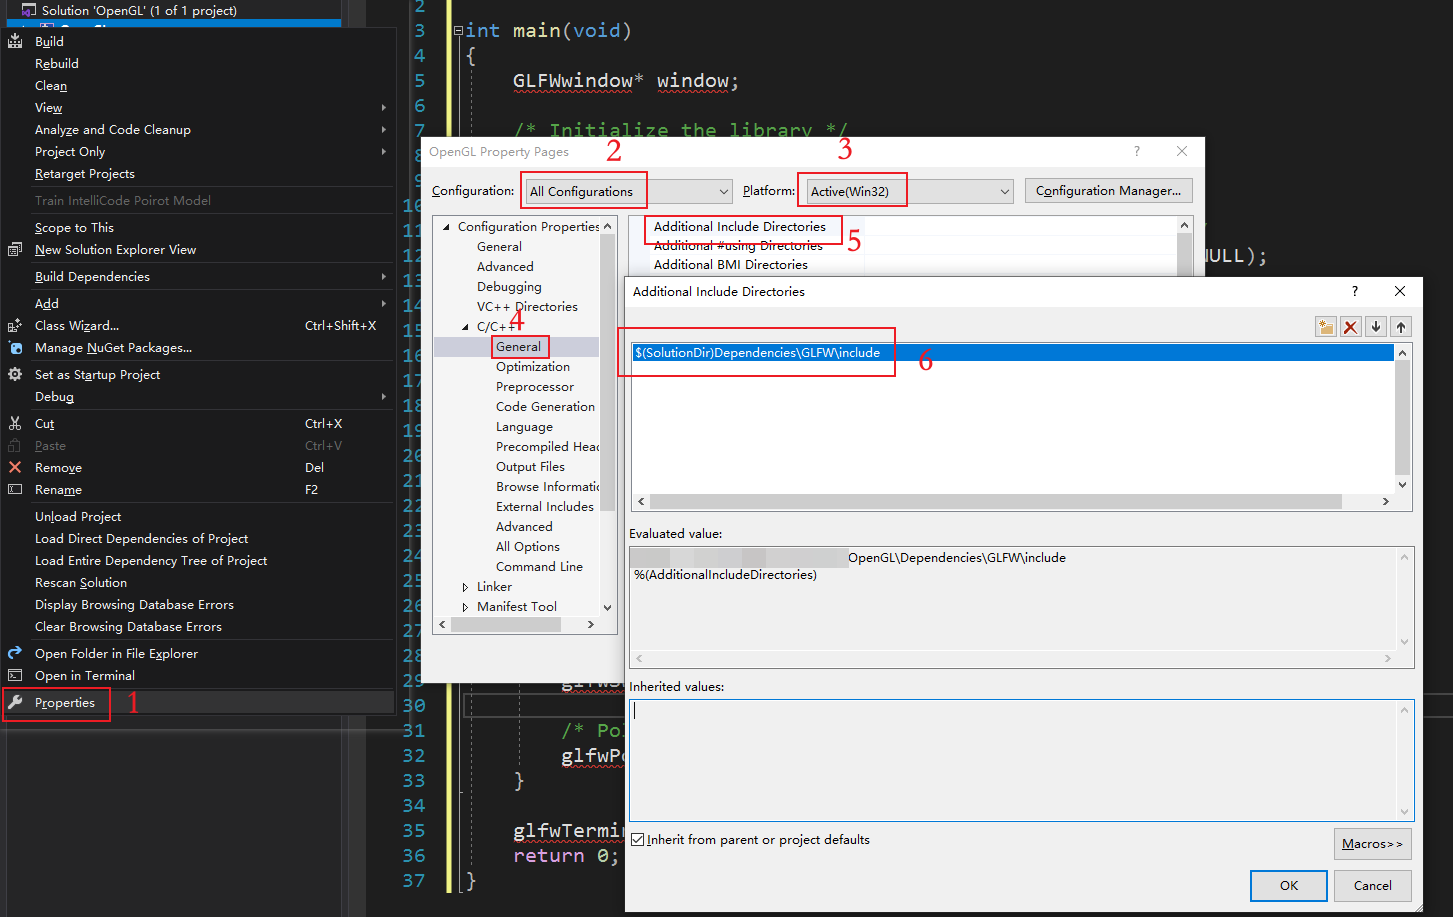 Solution 'OpenGL' (1 of 1 project)
Build
Rebuild
Clean
View
Analyze and Code Cleanup
Project Only
Retarget Projects
Train IntelliCode Poirot Model
Scope to This
New Solution Explorer View
Build Dependencies
Add
Class Wizard... Ctrl+Shift+X
Manage NuGet Packages...
Set as Startup Project
Debug
Cut Ctrl+X
Paste Ctrl+V
Remove Del
Rename F2
Unload Project
Load Direct Dependencies of Project
Load Entire Dependency Tree of Project
Rescan Solution
Display Browsing Database Errors
Clear Browsing Database Errors
Open Folder in File Explorer
Open in Terminal
Properties 1
2
3 int main(void)
4 {
5 GLFWwindow* window;
6
7 /* Initialize the library */
10
11
12 NULL);
13
14
15
16
17
18
19
20
21
22
23
24
25
26
27
28
29
30
31 /* Po
32 glfwPo
33 }
34
35 glfwTermin
36 return 0;
37 }
OpenGL Property Pages 2 3 ?
Configuration: All Configurations Platform: Active(Win32) Configuration Manager...
Configuration Properties
General
Advanced
Debugging
VC++ Directories
C/C++ 4
General
Optimization
Preprocessor
Code Generation
Language
Precompiled Head
Output Files
Browse Informatio
External Includes
Advanced
All Options
Command Line
Linker
Manifest Tool
Additional Include Directories 5
Additional #using Directories
Additional BMI Directories
Additional Include Directories ?
$(SolutionDir)Dependencies\GLFW\include 6
Evaluated value:
OpenGL\Dependencies\GLFW\include
%(AdditionalIncludeDirectories)
Inherited values:
Inherit from parent or project defaults
Macros>>
OK Cancel